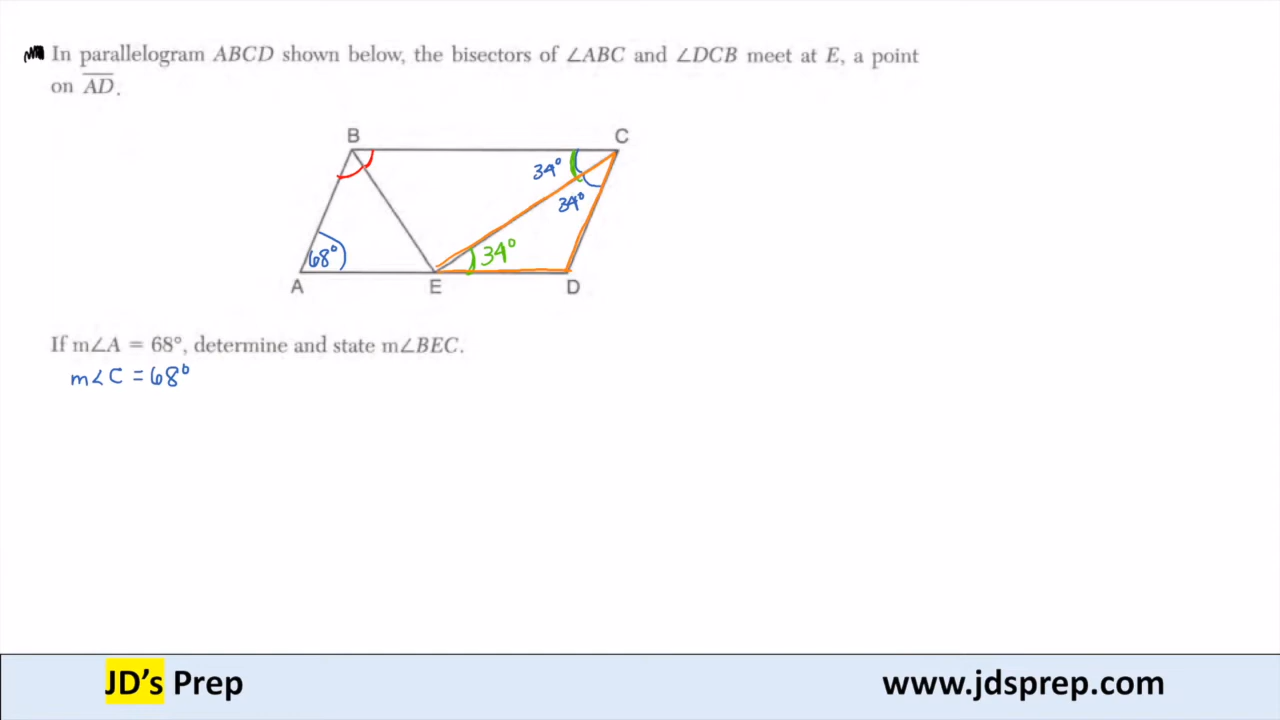 In parallelogram ABCD shown below, the bisectors of ∠ABC and ∠DCB meet at E, a point
on AD.
B
C
34°
34°
68°
34°
A
E
D
If m∠A = 68°, determine and state m∠BEC.
m∠C = 68°
JD's Prep
www.jdsprep.com